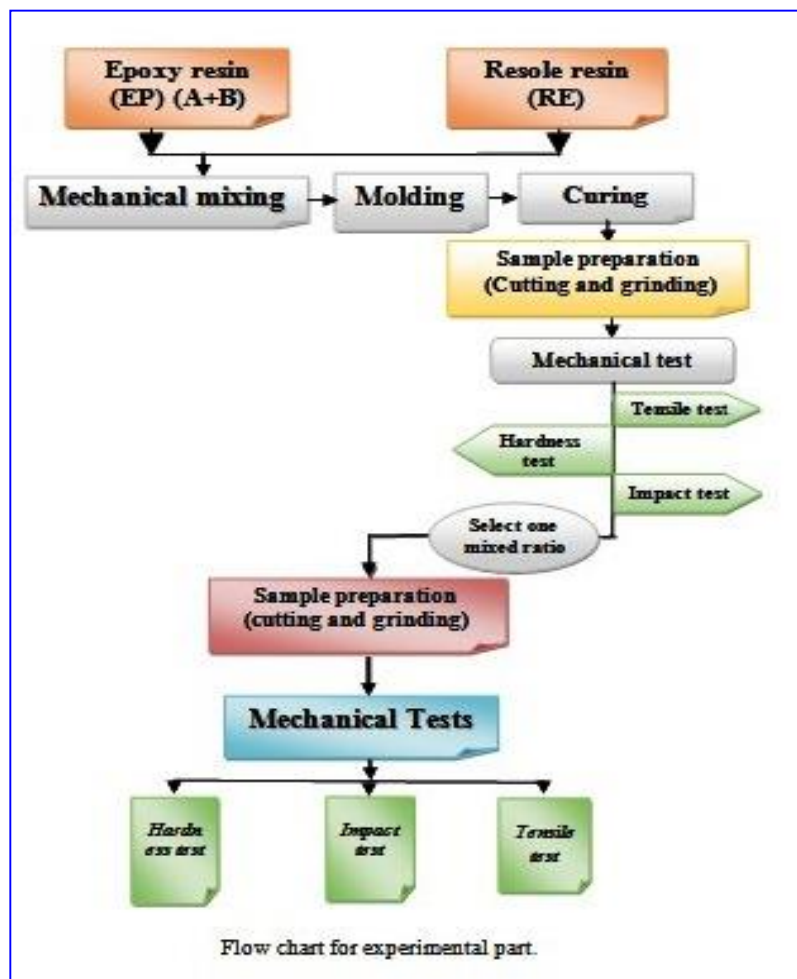 Epoxy resin
(EP) (A+B)
Resole resin
(RE)
Mechanical mixing
Molding
Curing
Sample preparation
(Cutting and grinding)
Mechanical test
Tensile test
Hardness
test
Impact test
Select one
mixed ratio
Sample preparation
(cutting and grinding)
Mechanical Tests
Hardn
ess test
Impact
test
Tensile
test
Flow chart for experimental part.